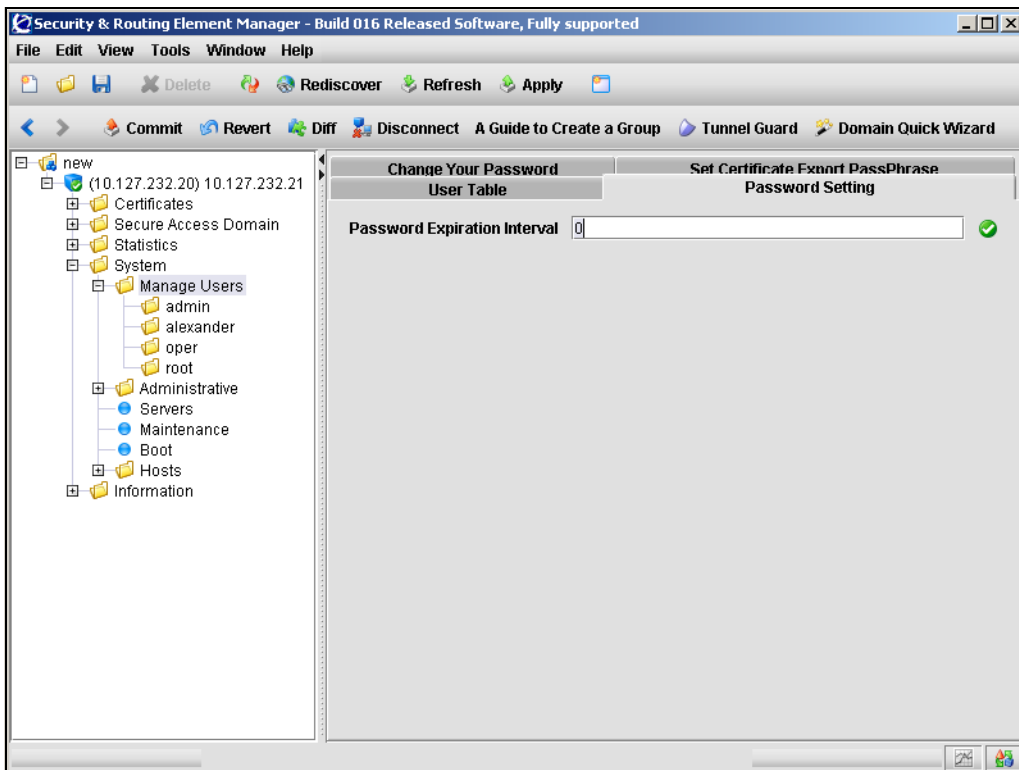 Security & Routing Element Manager - Build 016 Released Software, Fully supported
File Edit View Tools Window Help
Delete Rediscover Refresh Apply
Commit Revert Diff Disconnect A Guide to Create a Group Tunnel Guard Domain Quick Wizard
new
(10.127.232.20) 10.127.232.21
Certificates
Secure Access Domain
Statistics
System
Manage Users
admin
alexander
oper
root
Administrative
Servers
Maintenance
Boot
Hosts
Information
Change Your Password Set Certificate Export PassPhrase
User Table Password Setting
Password Expiration Interval 0